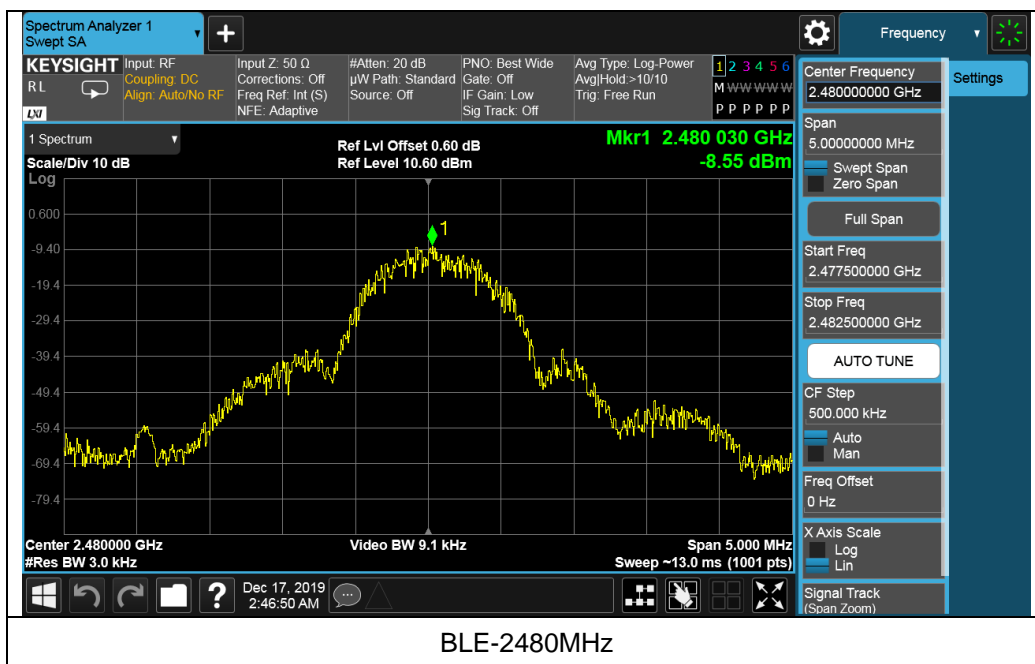 Spectrum Analyzer 1
Swept SA
+
Frequency
KEYSIGHT
RL
LXI
Input: RF
Coupling: DC
Align: Auto/No RF
Input Z: 50 Ω
Corrections: Off
Freq Ref: Int (S)
NFE: Adaptive
#Atten: 20 dB
µW Path: Standard
Source: Off
PNO: Best Wide
Gate: Off
IF Gain: Low
Sig Track: Off
Avg Type: Log-Power
Avg|Hold:>10/10
Trig: Free Run
1 2 3 4 5 6
M W W W W W
P P P P P P
1 Spectrum
Scale/Div 10 dB
Log
Ref Lvl Offset 0.60 dB
Ref Level 10.60 dBm
Mkr1 2.480 030 GHz
-8.55 dBm
1
0.600
-9.40
-19.4
-29.4
-39.4
-49.4
-59.4
-69.4
-79.4
Center 2.480000 GHz
#Res BW 3.0 kHz
Video BW 9.1 kHz
Span 5.000 MHz
Sweep ~13.0 ms (1001 pts)
Center Frequency
2.480000000 GHz
Settings
Span
5.00000000 MHz
Swept Span
Zero Span
Full Span
Start Freq
2.477500000 GHz
Stop Freq
2.482500000 GHz
AUTO TUNE
CF Step
500.000 kHz
Auto
Man
Freq Offset
0 Hz
X Axis Scale
Log
Lin
Signal Track
(Span Zoom)
?
Dec 17, 2019
2:46:50 AM
BLE-2480MHz